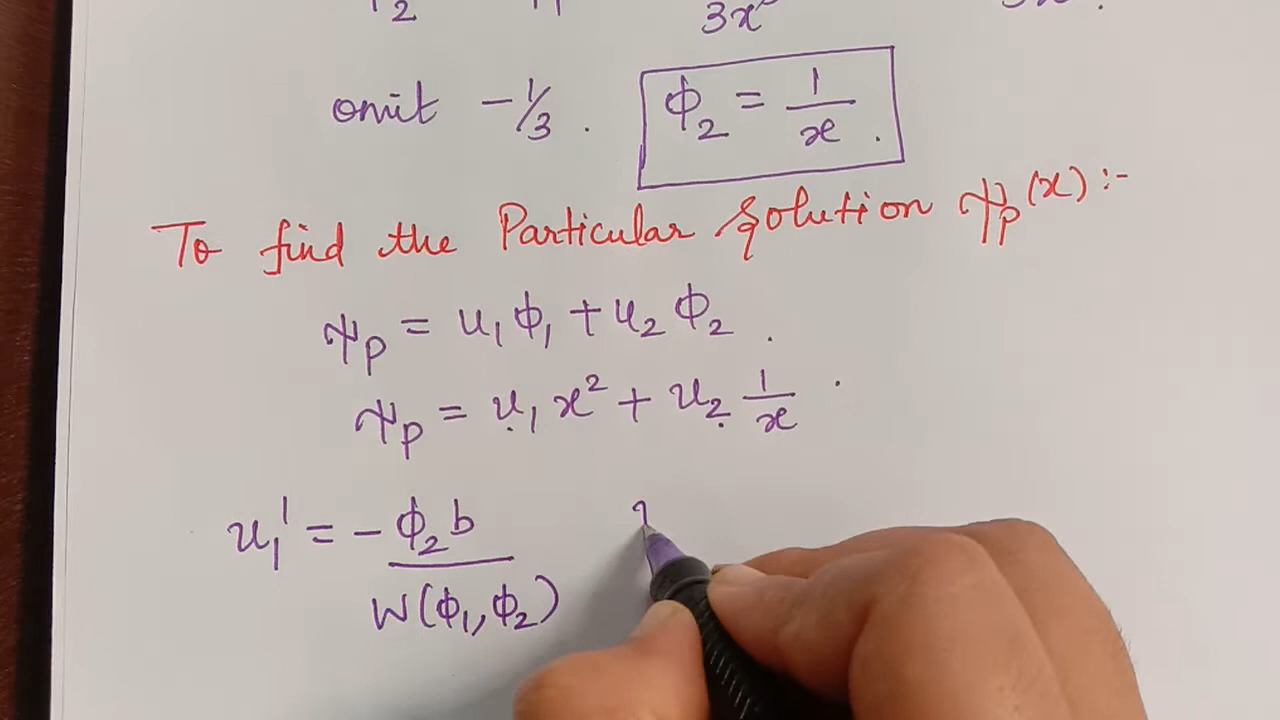 3x
omit -1/3 . ϕ₂ = 1/x .
To find the Particular Solution ψₚ(x) :-
ψₚ = u₁ϕ₁ + u₂ϕ₂ .
ψₚ = u₁x² + u₂ 1/x .
u₁' = -ϕ₂b / W(ϕ₁, ϕ₂)